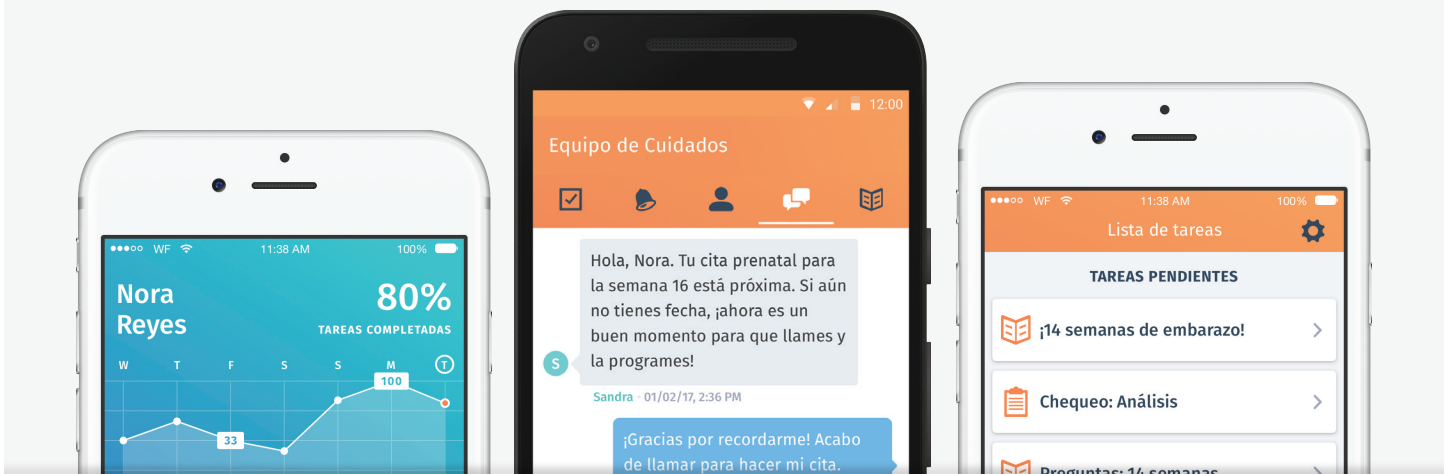 WF
11:38 AM
100%
Nora
Reyes
80%
TAREAS COMPLETADAS
W T F S S M T
100
33
12:00
Equipo de Cuidados
Hola, Nora. Tu cita prenatal para
la semana 16 está próxima. Si aún
no tienes fecha, ¡ahora es un
buen momento para que llames y
la programes!
S
Sandra · 01/02/17, 2:36 PM
¡Gracias por recordarme! Acabo
de llamar para hacer mi cita.
WF
11:38 AM
100%
Lista de tareas
TAREAS PENDIENTES
¡14 semanas de embarazo!
Chequeo: Análisis
Preguntas: 14 semanas